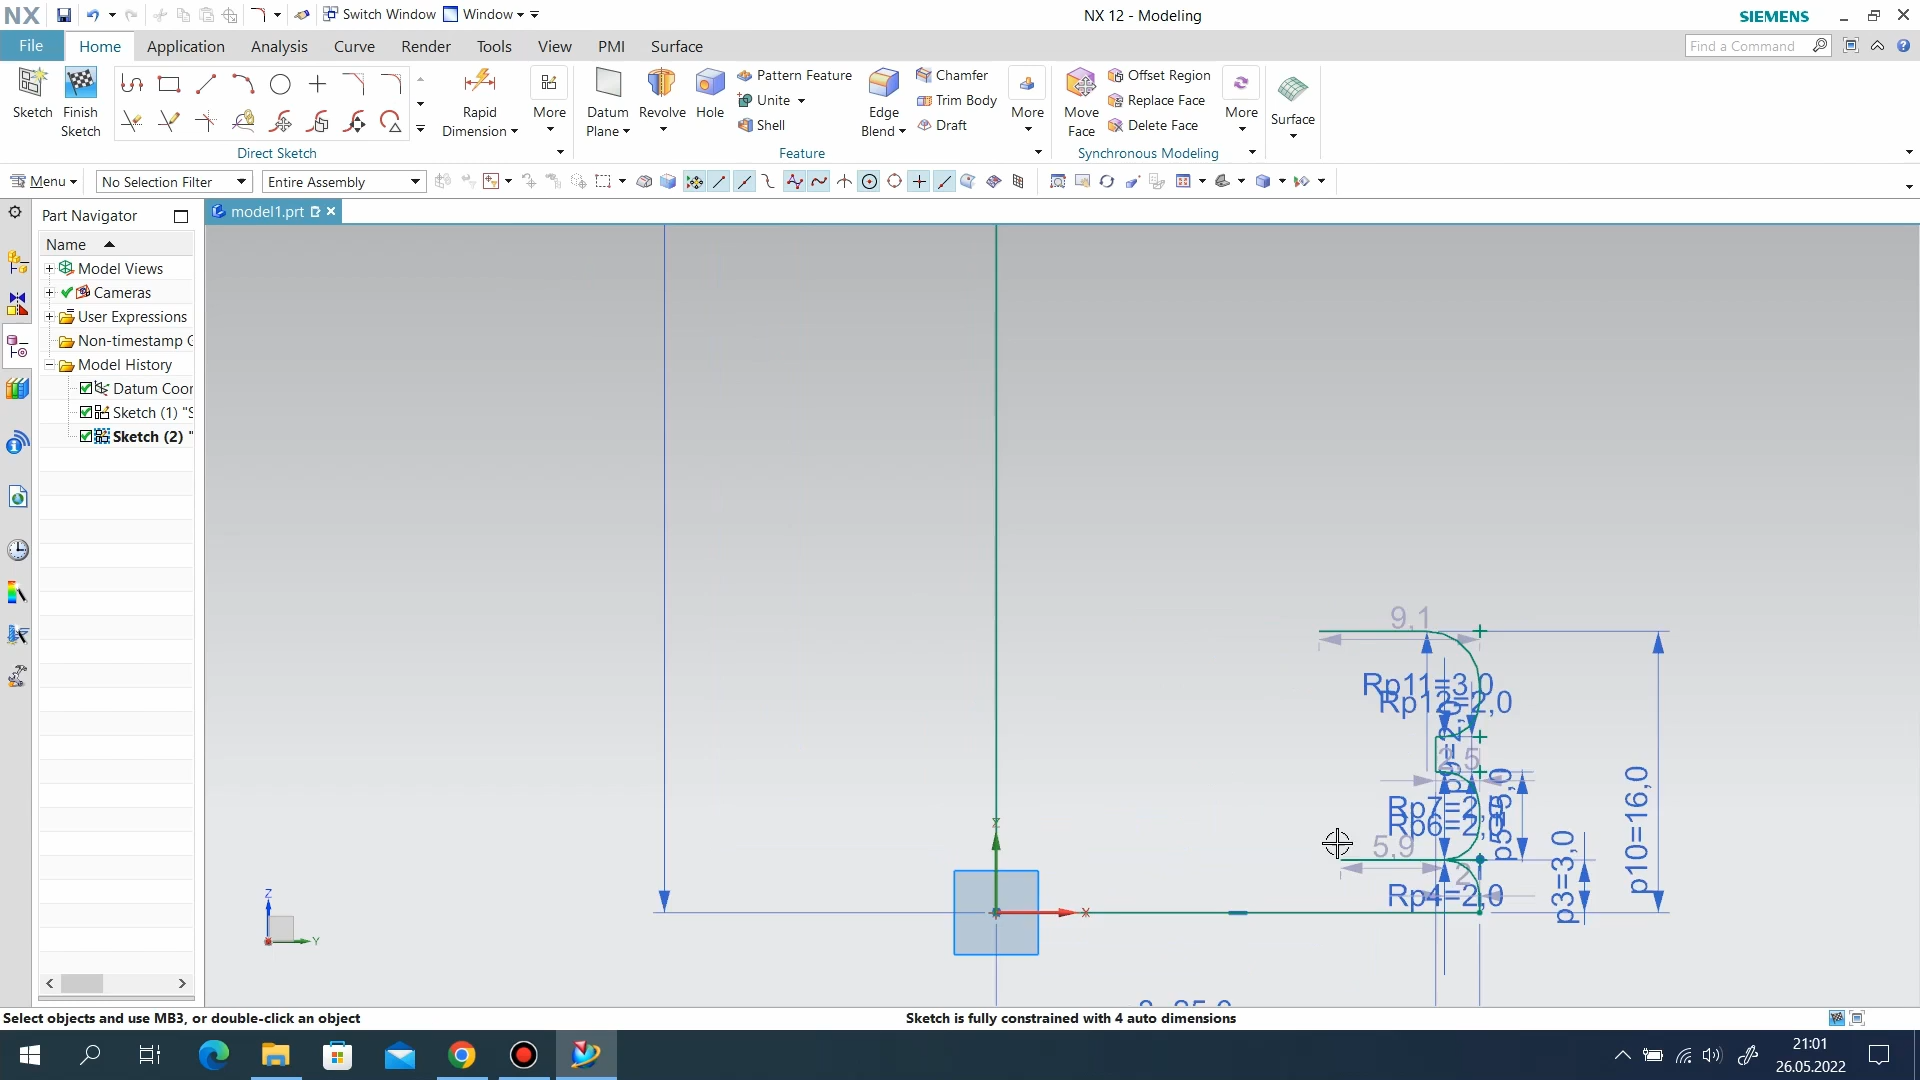 NX
Switch Window
Window
NX 12 - Modeling
SIEMENS
File
Home
Application
Analysis
Curve
Render
Tools
View
PMI
Surface
Find a Command
Sketch
Finish Sketch
Direct Sketch
Rapid Dimension
More
Datum Plane
Revolve
Hole
Pattern Feature
Unite
Shell
Edge Blend
Chamfer
Trim Body
Draft
More
Feature
Move Face
Offset Region
Replace Face
Delete Face
More
Synchronous Modeling
Surface
Menu
No Selection Filter
Entire Assembly
Part Navigator
model1.prt
Name
Model Views
Cameras
User Expressions
Non-timestamp G
Model History
Datum Coor
Sketch (1) "S
Sketch (2) "
9,1
Rp11=3,0
Rp12=2,0
Rp7=2,0
Rp6=2,0
5,9
Rp4=2,0
p5=5,0
p3=3,0
p10=16,0
Z
X
Z
Y
Select objects and use MB3, or double-click an object
Sketch is fully constrained with 4 auto dimensions
21:01
26.05.2022